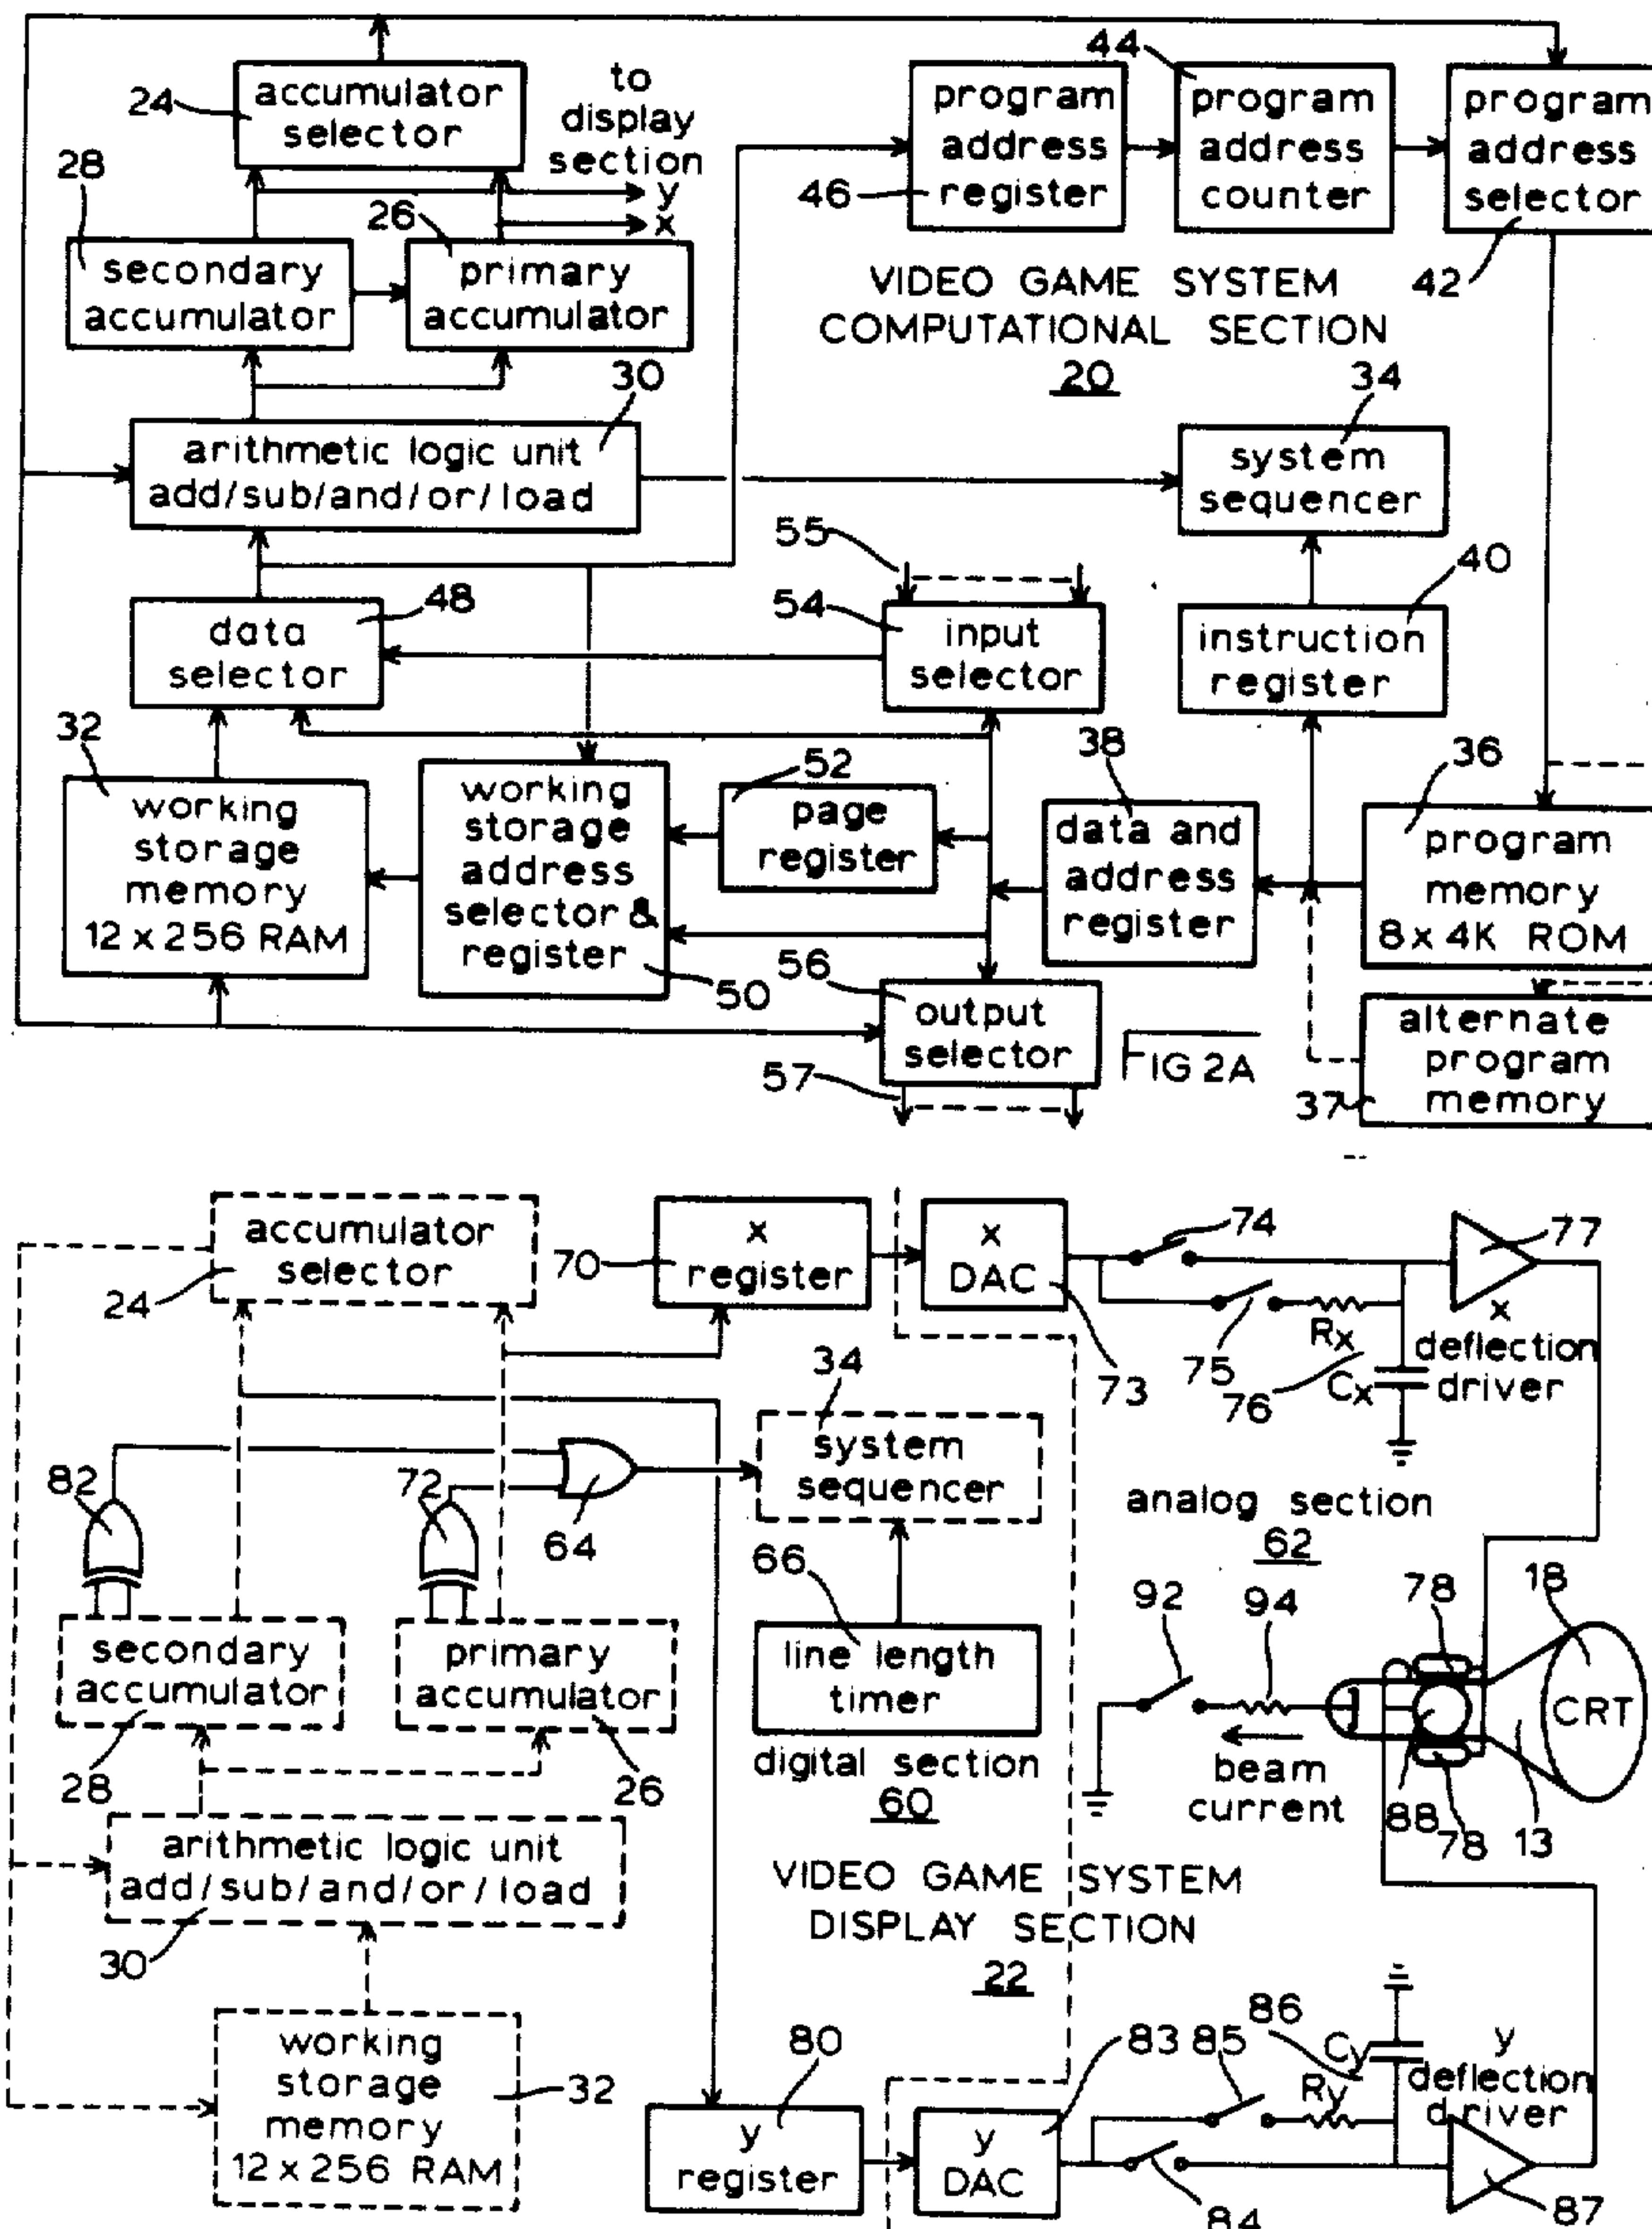 44
24
accumulator
selector
to
display
section
y
x
program
address
register
46
program
address
counter
program
address
selector
42
28
secondary
accumulator
26
primary
accumulator
VIDEO GAME SYSTEM
COMPUTATIONAL SECTION
20
30
arithmetic logic unit
add/sub/and/or/load
34
system
sequencer
55
40
48
data
selector
54
input
selector
instruction
register
32
working
storage
memory
12 x 256 RAM
working
storage
address
selector &
register
50
52
page
register
38
data and
address
register
36
program
memory
8 x 4K ROM
56
output
selector
57
FIG 2A
alternate
program
memory
37
accumulator
selector
24
70
x
register
x
DAC
73
74
75
Rx
76
Cx
77
x
deflection
driver
34
system
sequencer
82
72
64
analog section
62
66
line length
timer
92
94
78
18
CRT
secondary
accumulator
28
primary
accumulator
26
digital section
60
beam
current
88
78
13
arithmetic logic unit
add/sub/and/or/load
30
VIDEO GAME SYSTEM
DISPLAY SECTION
22
working
storage
memory
12 x 256 RAM
32
80
y
register
83
y
DAC
85
86
Cy
Ry
84
y
deflection
driver
87